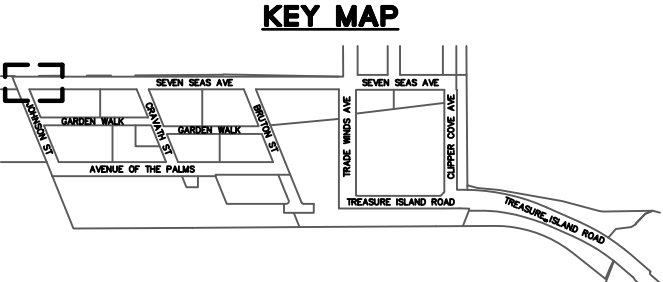 KEY MAP
SEVEN SEAS AVE
SEVEN SEAS AVE
JOHNSON ST
GARDEN WALK
CRAVATH ST
GARDEN WALK
BRUTON ST
TRADE WINDS AVE
CLIPPER COVE AVE
AVENUE OF THE PALMS
TREASURE ISLAND ROAD
TREASURE ISLAND ROAD